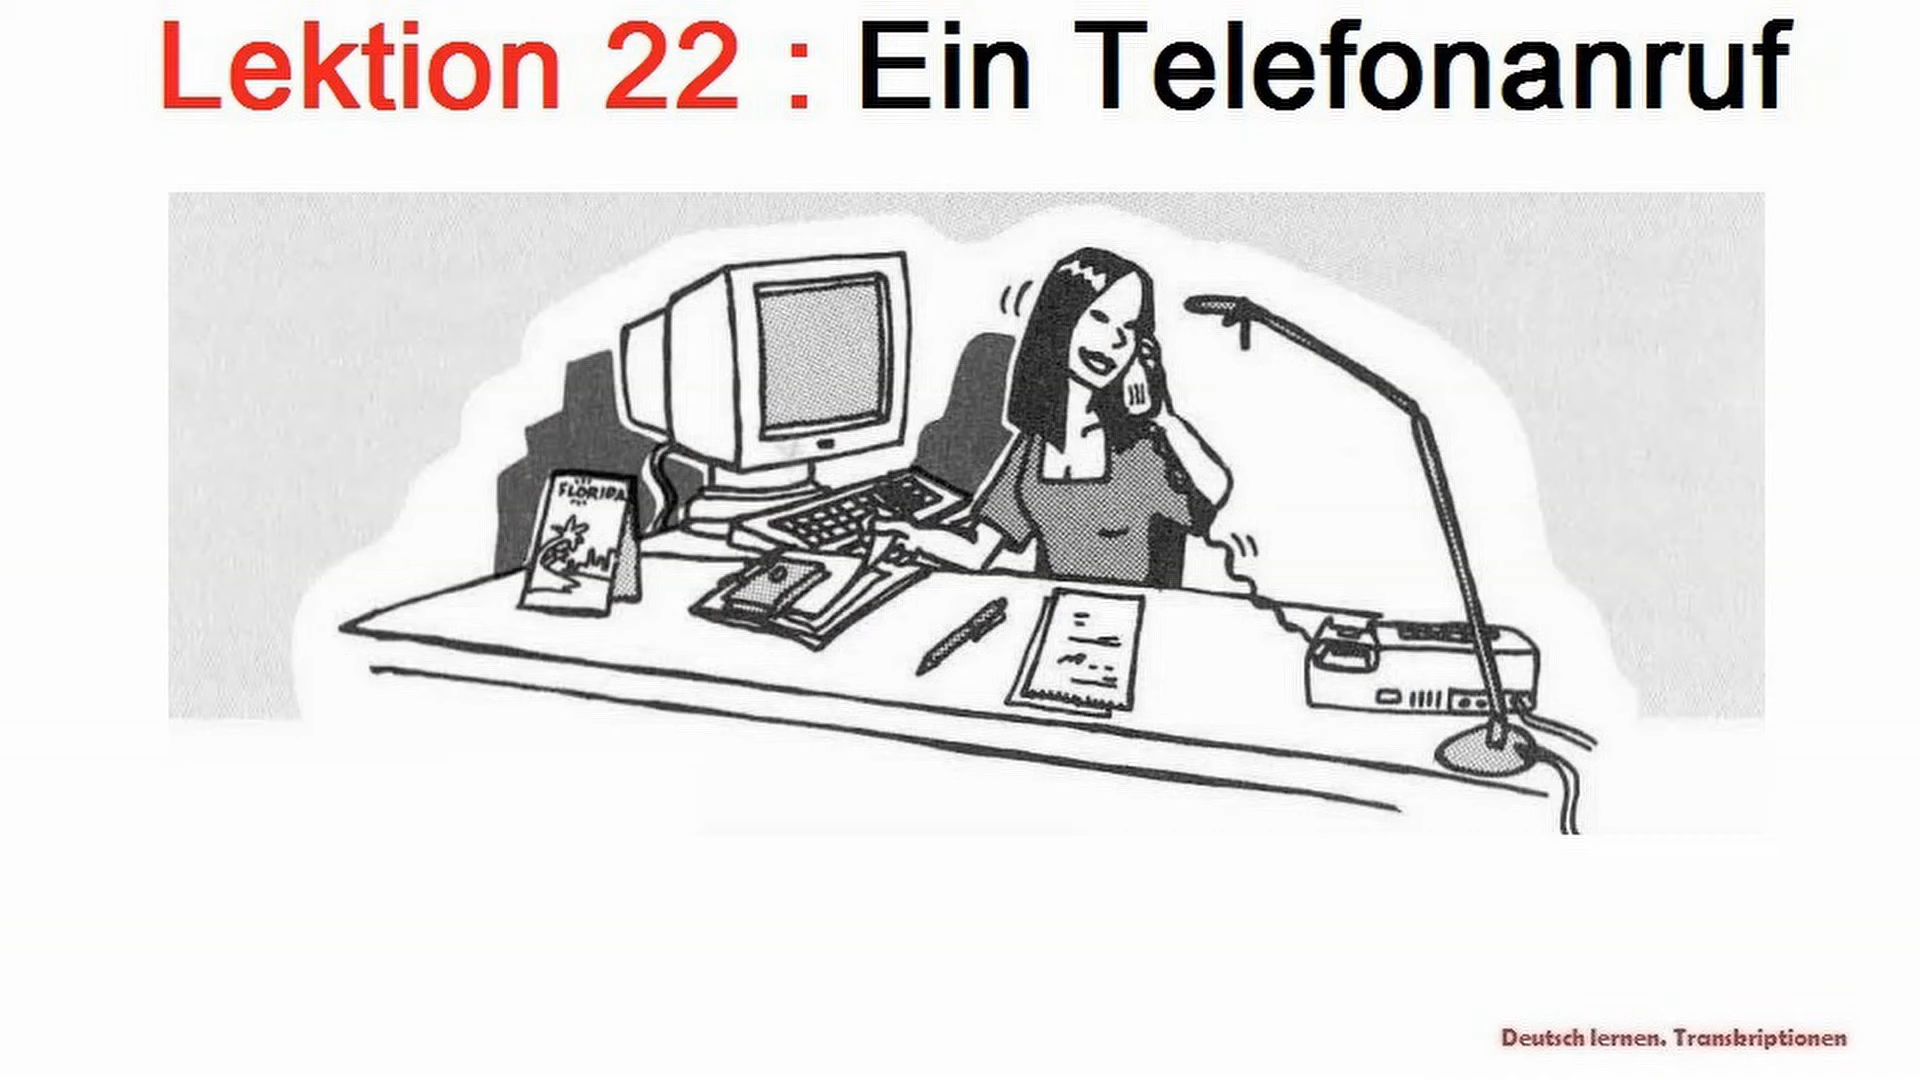 Lektion 22 : Ein Telefonanruf
FLORIDA
Deutsch lernen. Transkriptionen